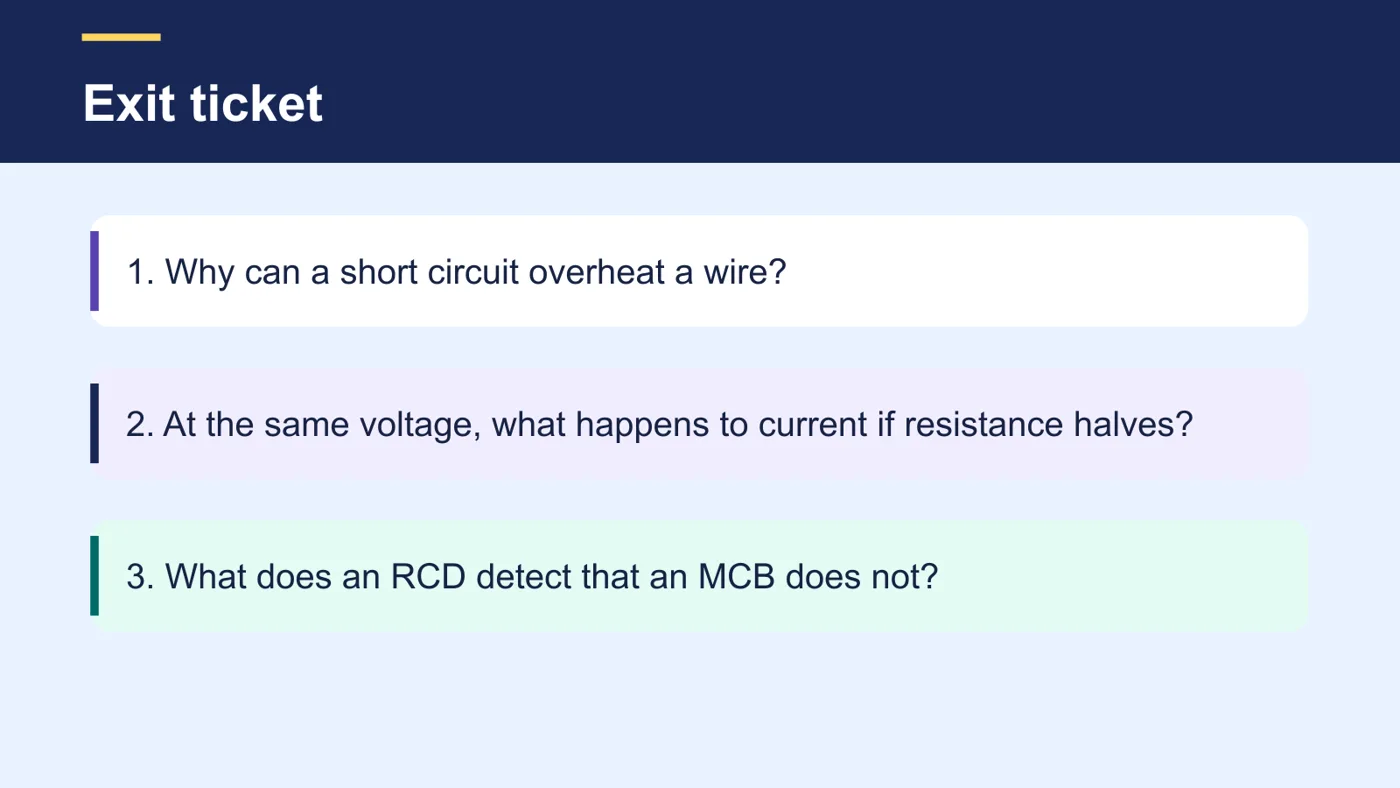 Exit ticket
1. Why can a short circuit overheat a wire?
2. At the same voltage, what happens to current if resistance halves?
3. What does an RCD detect that an MCB does not?